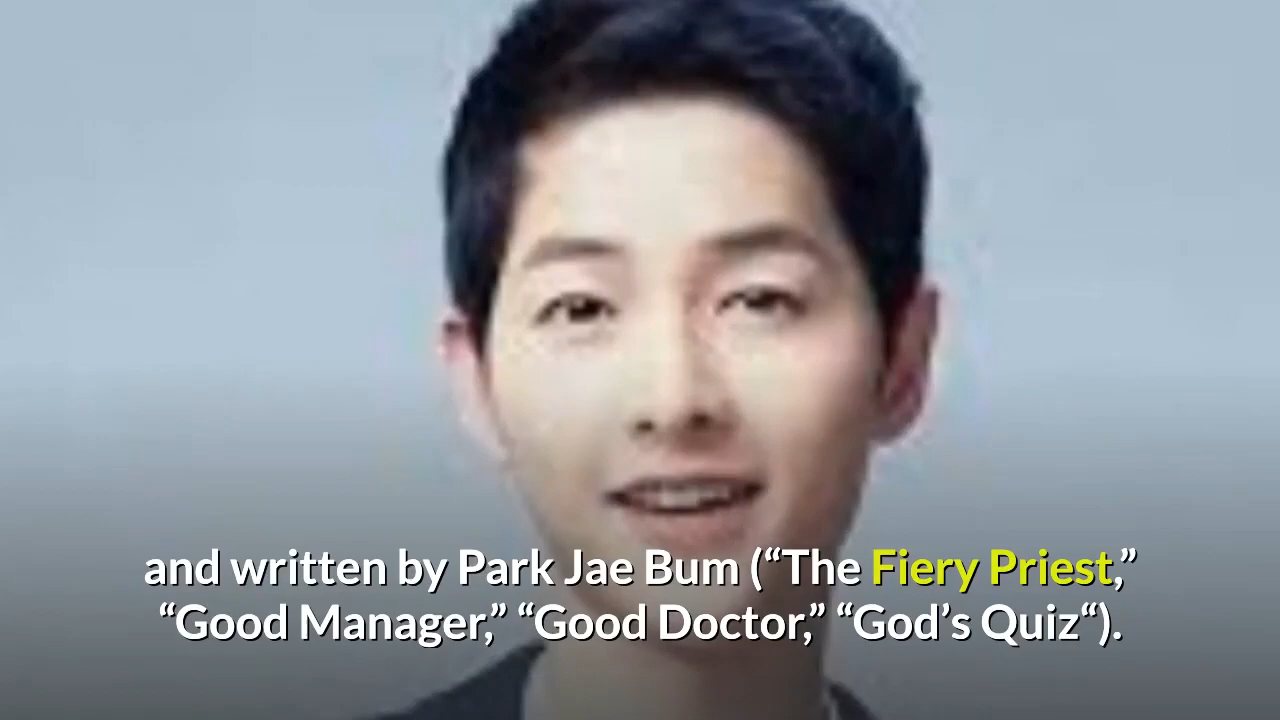 and written by Park Jae Bum (“The Fiery Priest,”
“Good Manager,” “Good Doctor,” “God’s Quiz“).